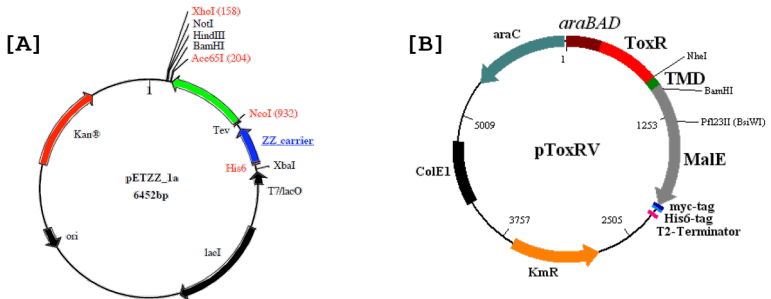 [A]
XhoI (158)
NotI
HindIII
BamHI
Acc65I (204)
1
NcoI (932)
Tev
ZZ_carrier
His6
XbaI
T7/lacO
Kan®
pETZZ_1a
6452bp
ori
lacI
[B]
araBAD
araC
ToxR
1
NheI
TMD
BamHI
Pfl23II (BsiWI)
1253
5009
pToxRV
MalE
ColE1
myc-tag
His6-tag
T2-Terminator
3757
2505
KmR